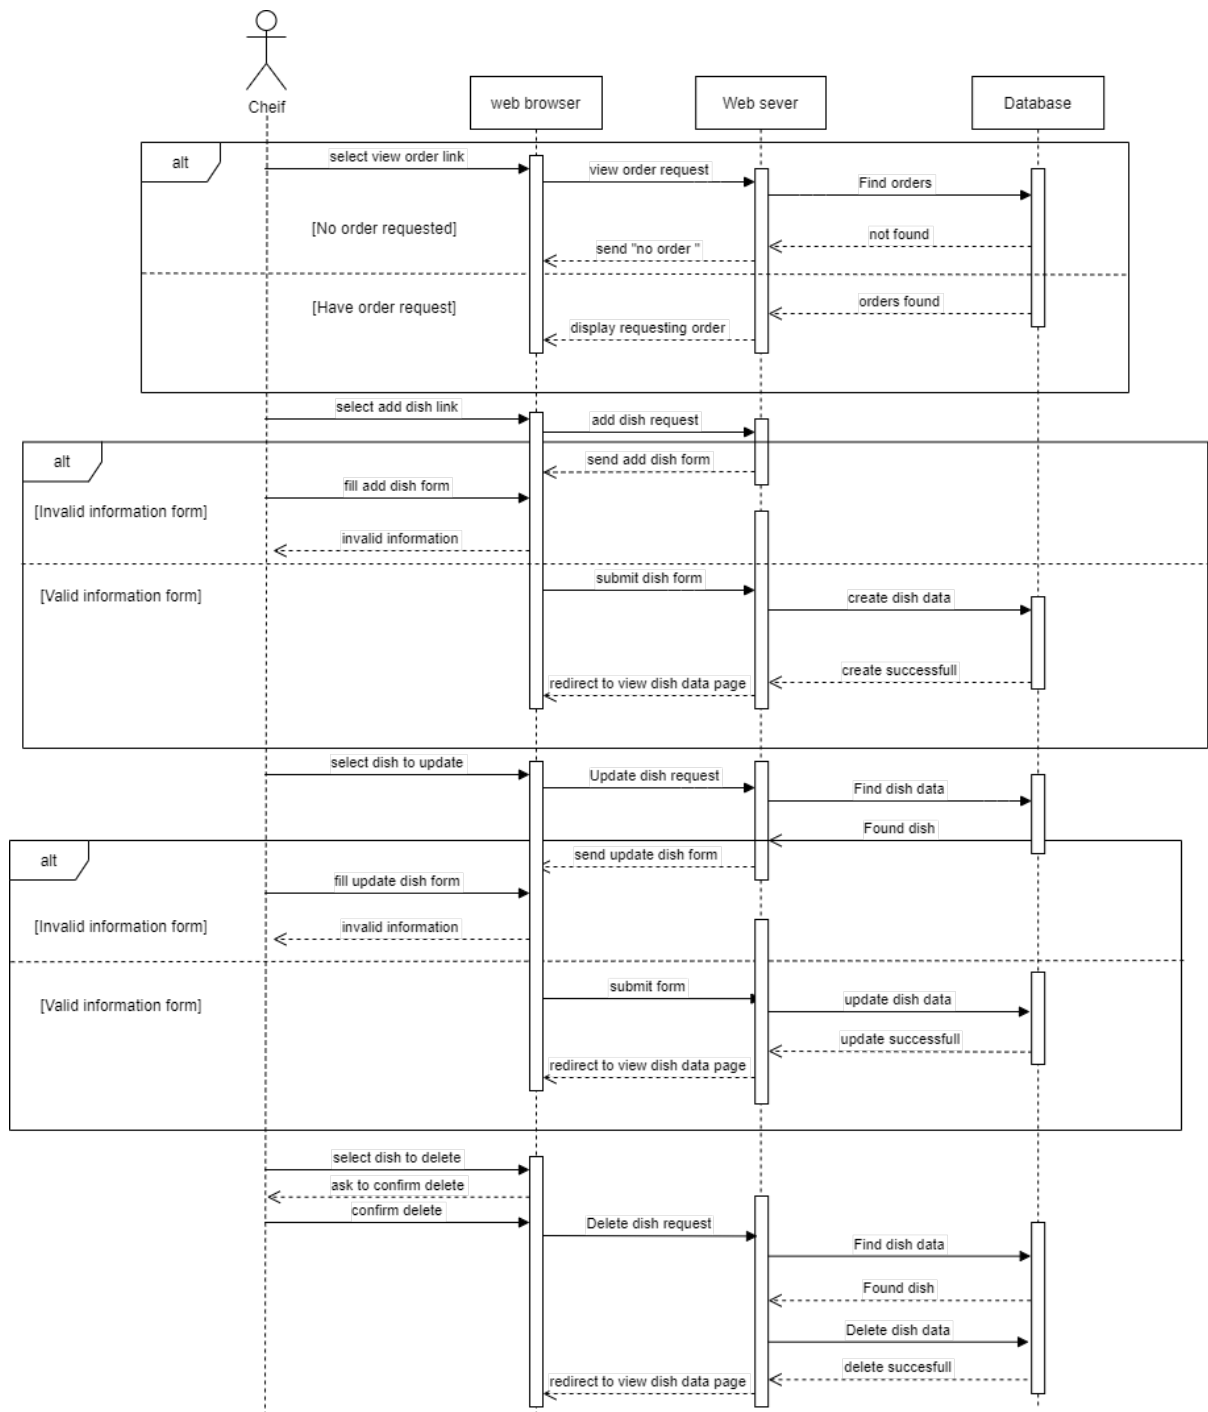 Cheif
web browser
Web sever
Database
alt
select view order link
view order request
Find orders
[No order requested]
not found
send "no order "
[Have order request]
orders found
display requesting order
select add dish link
add dish request
alt
send add dish form
fill add dish form
[Invalid information form]
invalid information
submit dish form
[Valid information form]
create dish data
create successfull
redirect to view dish data page
select dish to update
Update dish request
Find dish data
Found dish
alt
send update dish form
fill update dish form
[Invalid information form]
invalid information
submit form
[Valid information form]
update dish data
update successfull
redirect to view dish data page
select dish to delete
ask to confirm delete
confirm delete
Delete dish request
Find dish data
Found dish
Delete dish data
delete succesfull
redirect to view dish data page